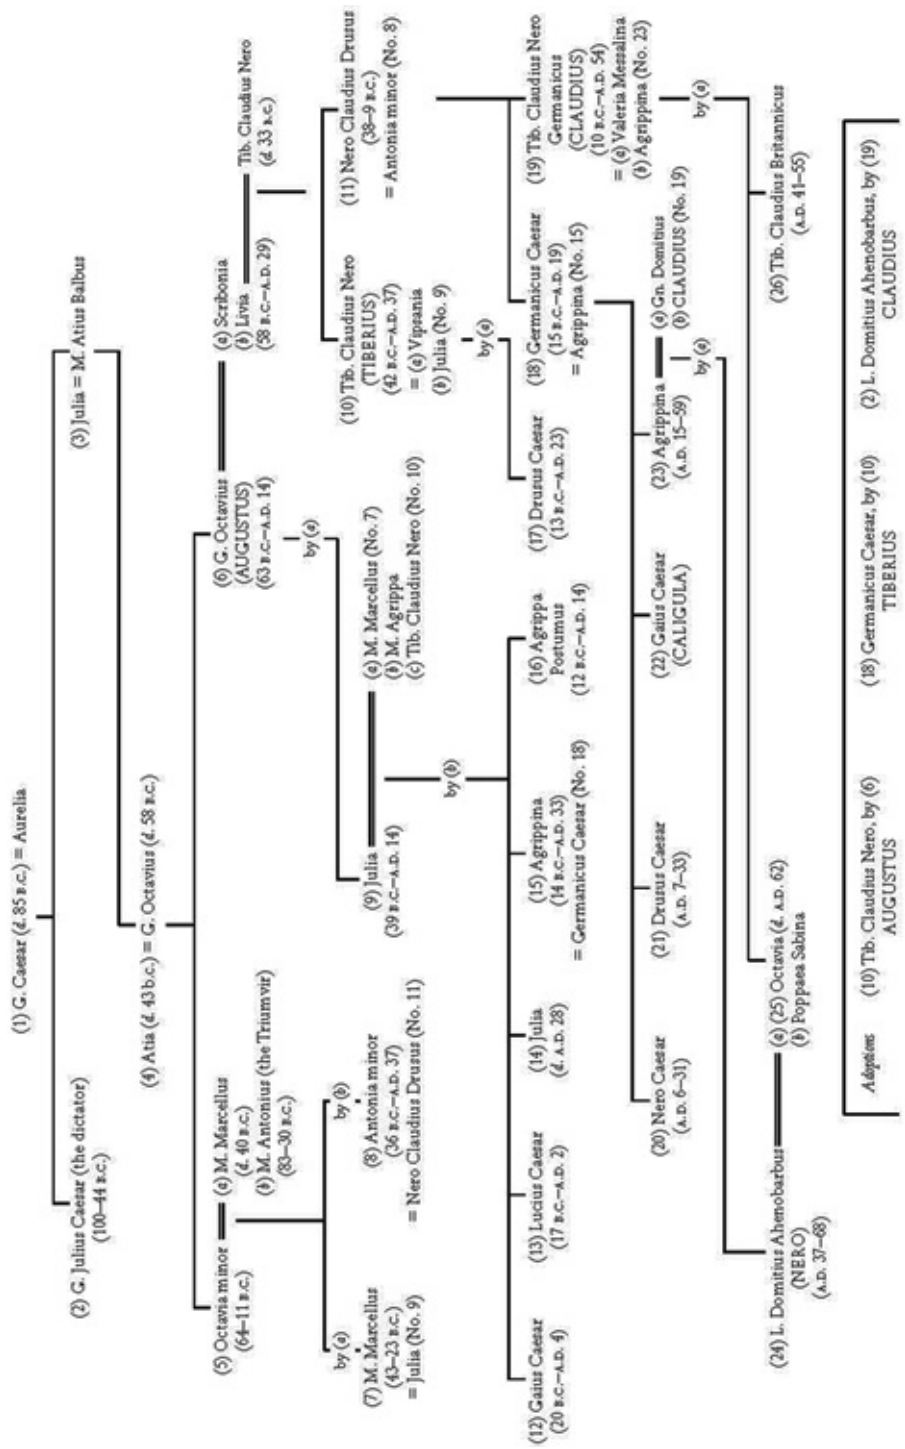 (1) G. Caesar (d. 85 B.C.) = Aurelia
(2) G. Julius Caesar (the dictator)
(100–44 B.C.)
(3) Julia = M. Atius Balbus
(4) Atia (d. 43 b.c.) = G. Octavius (d. 58 B.C.)
(5) Octavia minor
(64–11 B.C.)
(a) M. Marcellus
(d. 40 B.C.)
(b) M. Antonius (the Triumvir)
(83–30 B.C.)
(6) G. Octavius
(AUGUSTUS)
(63 B.C.–A.D. 14)
(a) Scribonia
(b) Livia
(58 B.C.–A.D. 29)
Tib. Claudius Nero
(d. 33 B.C.)
by (a)
by (b)
by (a)
(7) M. Marcellus
(43–23 B.C.)
= Julia (No. 9)
(8) Antonia minor
(36 B.C.–A.D. 37)
= Nero Claudius Drusus (No. 11)
(9) Julia
(39 B.C.–A.D. 14)
(a) M. Marcellus (No. 7)
(b) M. Agrippa
(c) Tib. Claudius Nero (No. 10)
(10) Tib. Claudius Nero
(TIBERIUS)
(42 B.C.–A.D. 37)
= (a) Vipsania
(b) Julia (No. 9)
(11) Nero Claudius Drusus
(38–9 B.C.)
= Antonia minor (No. 8)
by (b)
by (a)
(12) Gaius Caesar
(20 B.C.–A.D. 4)
(13) Lucius Caesar
(17 B.C.–A.D. 2)
(14) Julia
(d. A.D. 28)
(15) Agrippina
(14 B.C.–A.D. 33)
= Germanicus Caesar (No. 18)
(16) Agrippa
Postumus
(12 B.C.–A.D. 14)
(17) Drusus Caesar
(13 B.C.–A.D. 23)
(18) Germanicus Caesar
(15 B.C.–A.D. 19)
= Agrippina (No. 15)
(19) Tib. Claudius Nero
Germanicus
(CLAUDIUS)
(10 B.C.–A.D. 54)
= (a) Valeria Messalina
(b) Agrippina (No. 23)
(20) Nero Caesar
(A.D. 6–31)
(21) Drusus Caesar
(A.D. 7–33)
(22) Gaius Caesar
(CALIGULA)
(23) Agrippina
(A.D. 15–59)
(a) Gn. Domitius
(b) CLAUDIUS (No. 19)
by (a)
by (a)
(24) L. Domitius Ahenobarbus
(NERO)
(A.D. 37–68)
(a) (25) Octavia (d. A.D. 62)
(b) Poppaea Sabina
(26) Tib. Claudius Britannicus
(A.D. 41–55)
Adoptions
(10) Tib. Claudius Nero, by (6)
AUGUSTUS
(18) Germanicus Caesar, by (10)
TIBERIUS
(2) L. Domitius Ahenobarbus, by (19)
CLAUDIUS